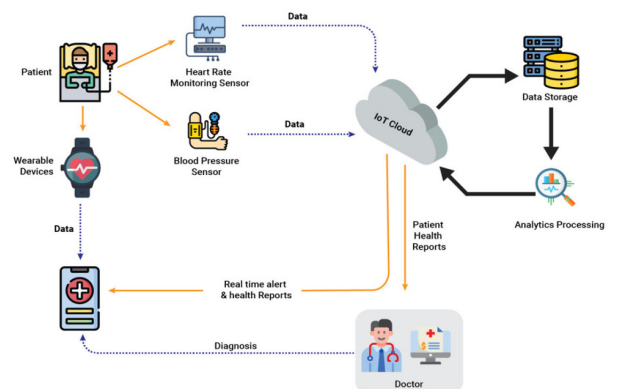 Data
Patient
Heart Rate
Monitoring Sensor
IoT Cloud
Data Storage
Data
Wearable
Devices
Blood Pressure
Sensor
Analytics Processing
Data
Patient
Health
Reports
Real time alert
& health Reports
Diagnosis
Doctor